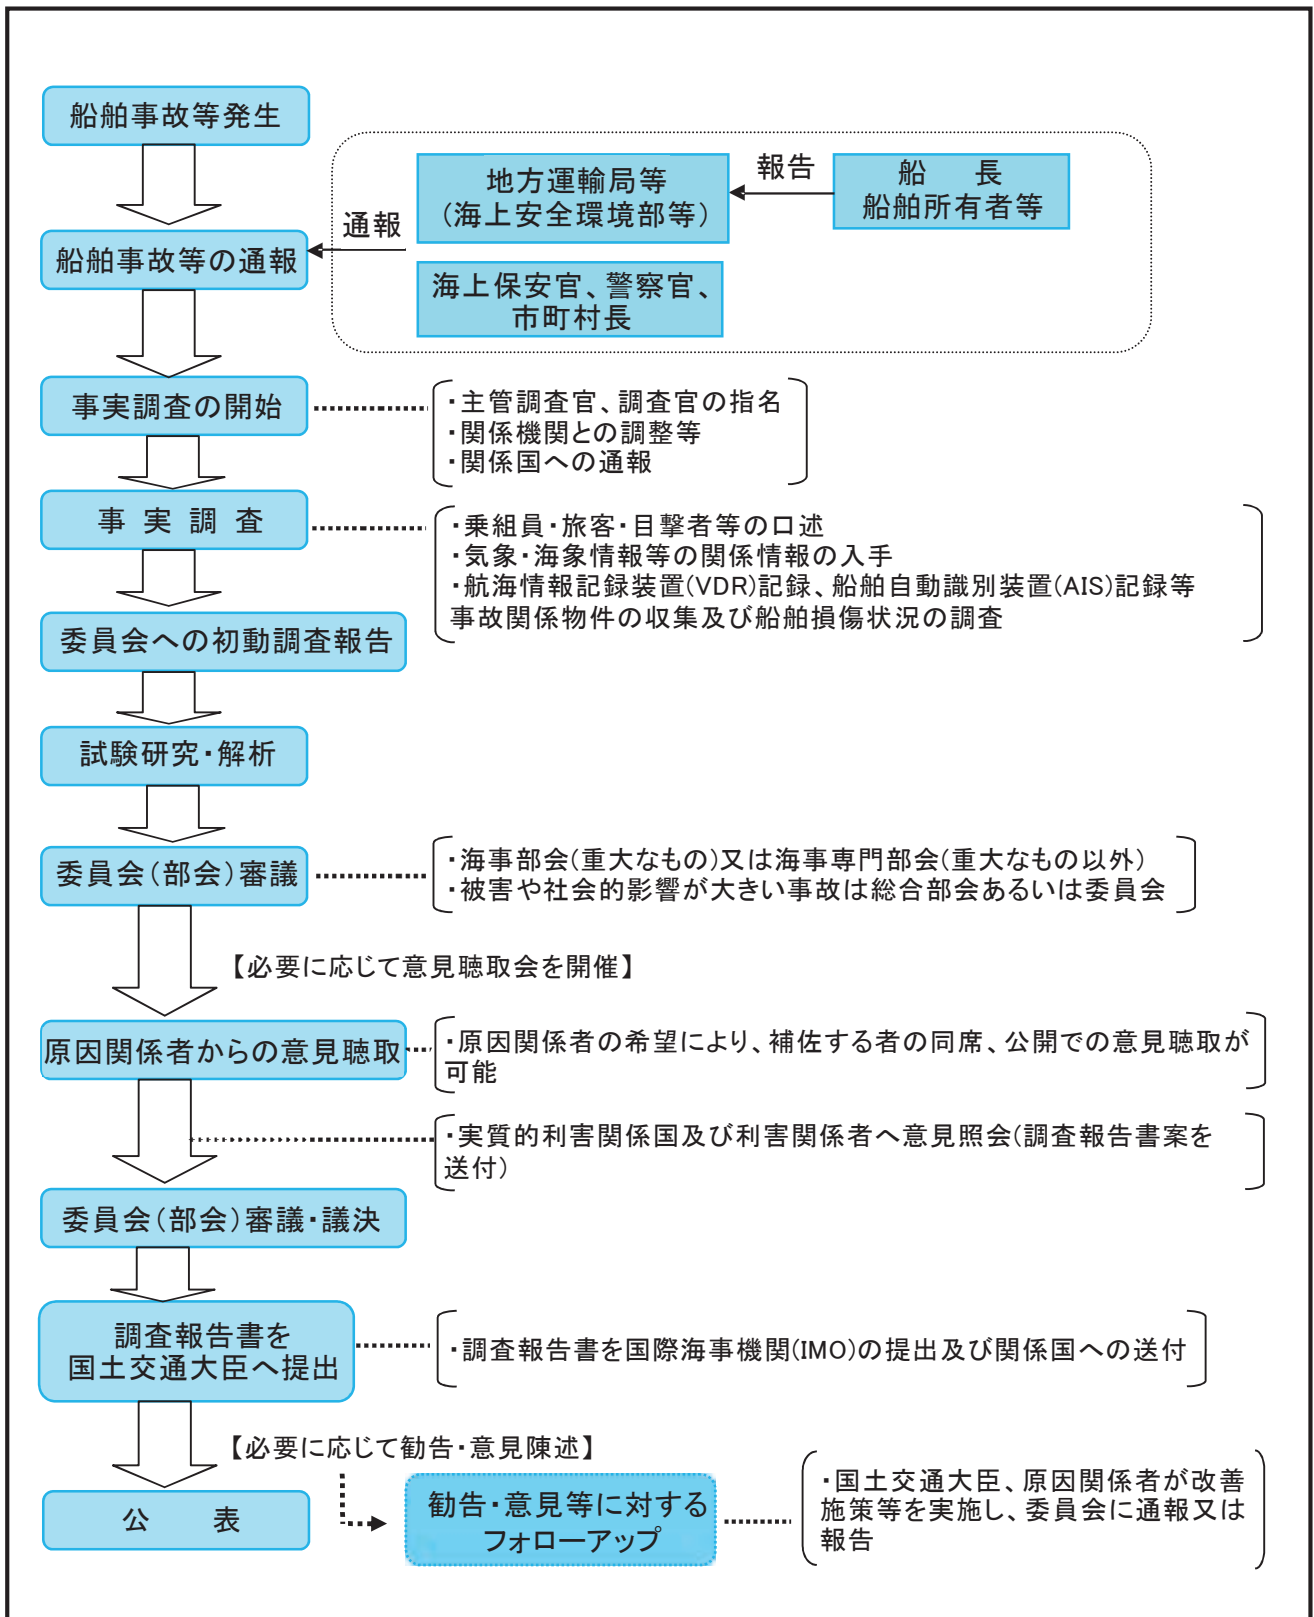 船舶事故等発生
地方運輸局等
(海上安全環境部等)
報告
船　長
船舶所有者等
通報
船舶事故等の通報
海上保安官、警察官、
市町村長
事実調査の開始
・主管調査官、調査官の指名
・関係機関との調整等
・関係国への通報
事 実 調 査
・乗組員・旅客・目撃者等の口述
・気象・海象情報等の関係情報の入手
・航海情報記録装置(VDR)記録、船舶自動識別装置(AIS)記録等
事故関係物件の収集及び船舶損傷状況の調査
委員会への初動調査報告
試験研究・解析
委員会(部会)審議
・海事部会(重大なもの)又は海事専門部会(重大なもの以外)
・被害や社会的影響が大きい事故は総合部会あるいは委員会
【必要に応じて意見聴取会を開催】
原因関係者からの意見聴取
・原因関係者の希望により、補佐する者の同席、公開での意見聴取が
可能
・実質的利害関係国及び利害関係者へ意見照会(調査報告書案を
送付)
委員会(部会)審議・議決
調査報告書を
国土交通大臣へ提出
・調査報告書を国際海事機関(IMO)の提出及び関係国への送付
【必要に応じて勧告・意見陳述】
公　表
勧告・意見等に対する
フォローアップ
・国土交通大臣、原因関係者が改善
施策等を実施し、委員会に通報又は
報告